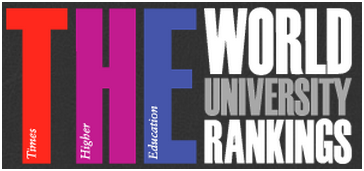 THE
Times
Higher
Education
WORLD
UNIVERSITY
RANKINGS